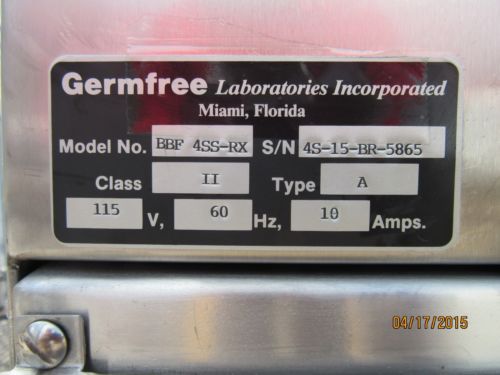 Germfree Laboratories Incorporated
Miami, Florida
Model No. BBF 4SS-RX S/N 4S-15-BR-5865
Class II Type A
115 V, 60 Hz, 10 Amps.
04/17/2015